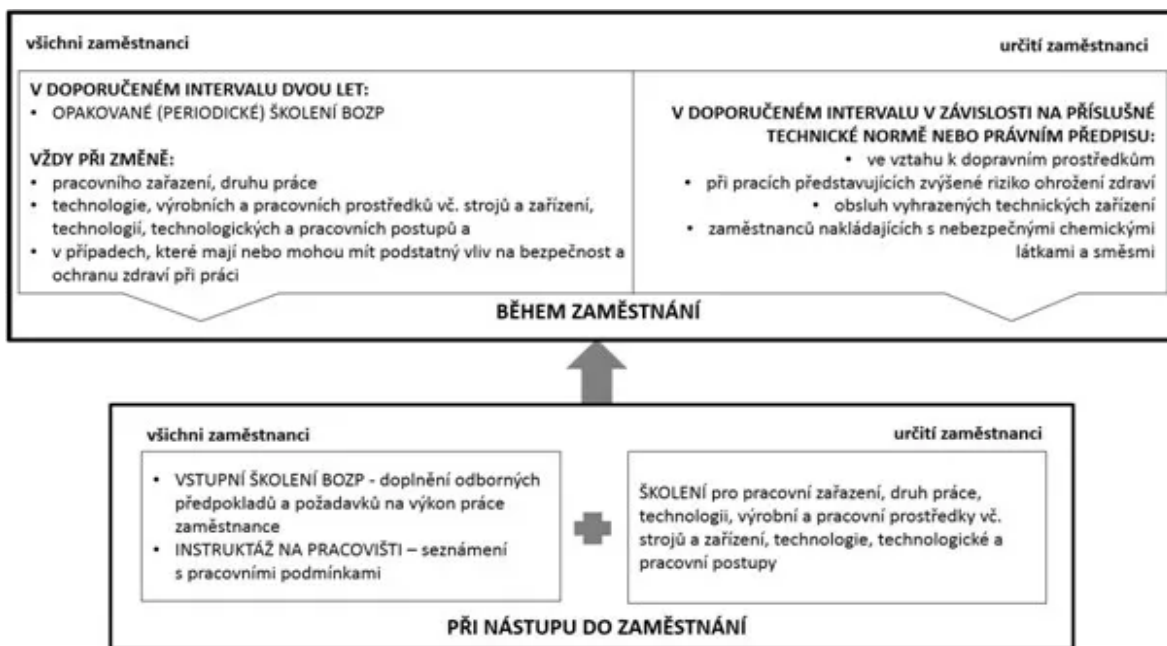 všichni zaměstnanci
V DOPORUČENÉM INTERVALU DVOU LET:
• OPAKOVANÉ (PERIODICKÉ) ŠKOLENÍ BOZP
VŽDY PŘI ZMĚNĚ:
• pracovního zařazení, druhu práce
• technologie, výrobních a pracovních prostředků vč. strojů a zařízení,
technologií, technologických a pracovních postupů a
• v případech, které mají nebo mohou mít podstatný vliv na bezpečnost a
ochranu zdraví při práci
určití zaměstnanci
V DOPORUČENÉM INTERVALU V ZÁVISLOSTI NA PŘÍSLUŠNÉ
TECHNICKÉ NORMĚ NEBO PRÁVNÍM PŘEDPISU:
• ve vztahu k dopravním prostředkům
• při pracích představujících zvýšené riziko ohrožení zdraví
• obsluh vyhrazených technických zařízení
• zaměstnanců nakládajících s nebezpečnými chemickými
látkami a směsmi
BĚHEM ZAMĚSTNÁNÍ
všichni zaměstnanci
• VSTUPNÍ ŠKOLENÍ BOZP - doplnění odborných
předpokladů a požadavků na výkon práce
zaměstnance
• INSTRUKTÁŽ NA PRACOVIŠTI – seznámení
s pracovními podmínkami
určití zaměstnanci
ŠKOLENÍ pro pracovní zařazení, druh práce,
technologii, výrobní a pracovní prostředky vč.
strojů a zařízení, technologie, technologické a
pracovní postupy
PŘI NÁSTUPU DO ZAMĚSTNÁNÍ